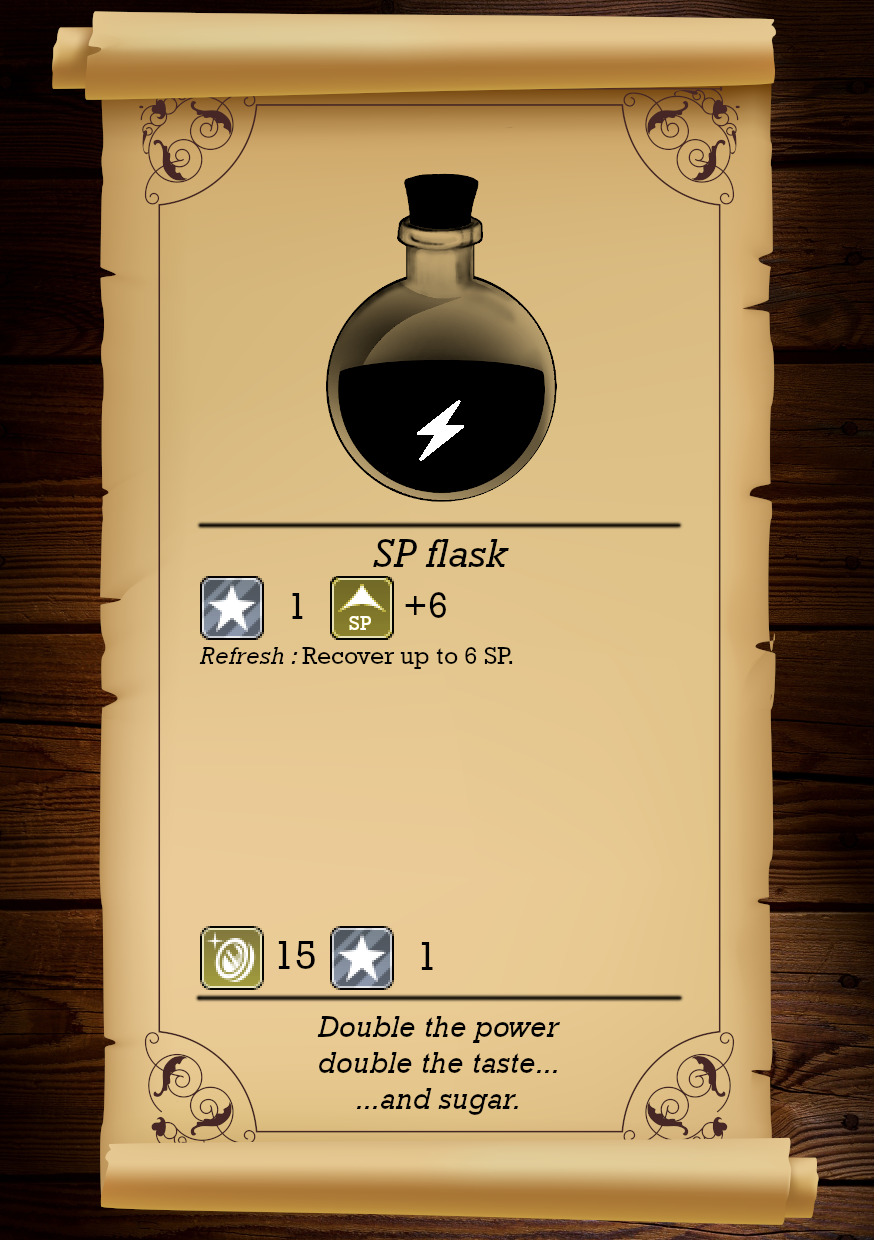 SP flask
1 SP +6
Refresh : Recover up to 6 SP.
15 1
Double the power
double the taste...
...and sugar.